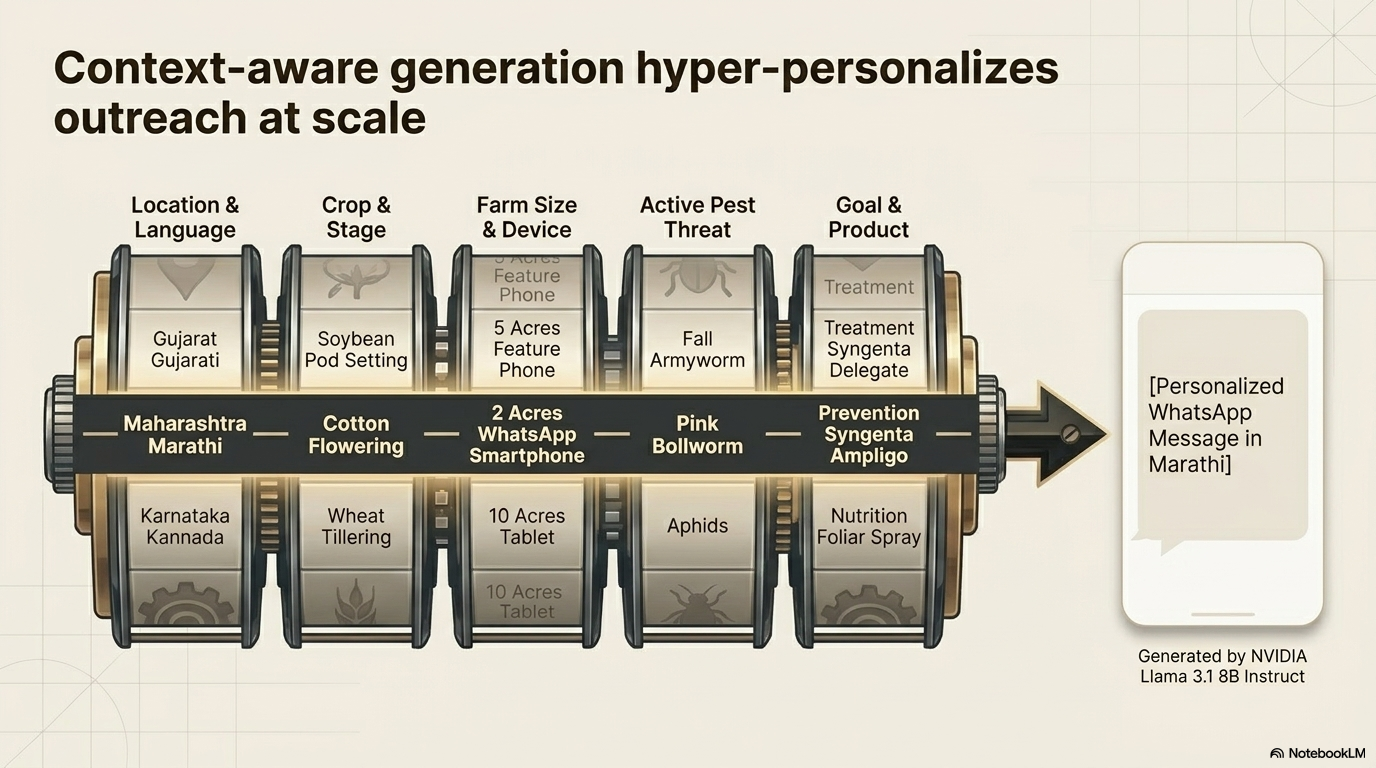 Context-aware generation hyper-personalizes
outreach at scale
Location &
Language
Crop &
Stage
Farm Size
& Device
Active Pest
Threat
Goal &
Product
5 Acres
Feature
Phone
Treatment
Gujarat
Gujarati
Soybean
Pod Setting
5 Acres
Feature
Phone
Fall
Armyworm
Treatment
Syngenta
Delegate
Maharashtra
Marathi
Cotton
Flowering
2 Acres
WhatsApp
Smartphone
Pink
Bollworm
Prevention
Syngenta
Ampligo
Karnataka
Kannada
Wheat
Tillering
10 Acres
Tablet
Aphids
Nutrition
Foliar Spray
10 Acres
Tablet
[Personalized
WhatsApp
Message in
Marathi]
Generated by NVIDIA
Llama 3.1 8B Instruct
NotebookLM